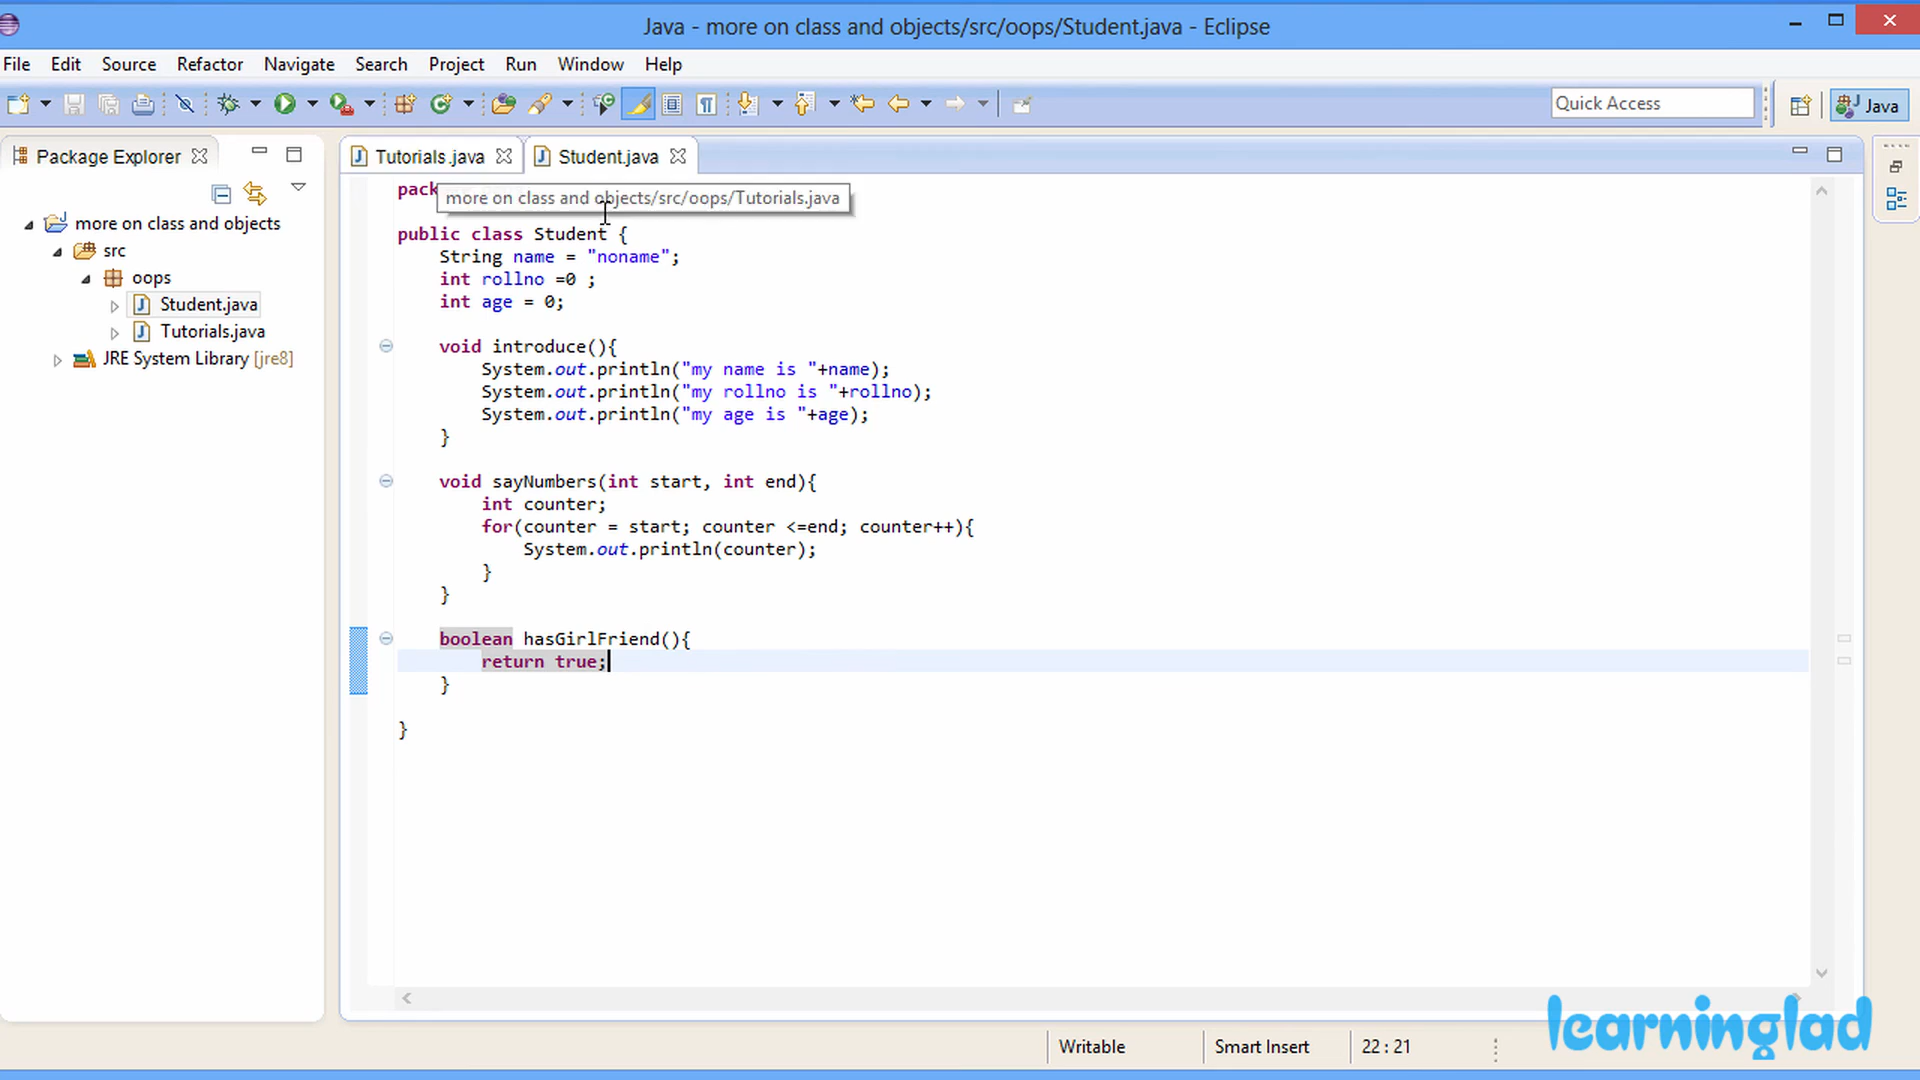 Java - more on class and objects/src/oops/Student.java - Eclipse
File Edit Source Refactor Navigate Search Project Run Window Help
Quick Access
Java
Package Explorer
Tutorials.java
Student.java
more on class and objects
src
oops
Student.java
Tutorials.java
JRE System Library [jre8]
pack
more on class and objects/src/oops/Tutorials.java
public class Student {
String name = "noname";
int rollno =0 ;
int age = 0;
void introduce(){
System.out.println("my name is "+name);
System.out.println("my rollno is "+rollno);
System.out.println("my age is "+age);
}
void sayNumbers(int start, int end){
int counter;
for(counter = start; counter <=end; counter++){
System.out.println(counter);
}
}
boolean hasGirlFriend(){
return true;
}
}
Writable
Smart Insert
22 : 21
learninglad